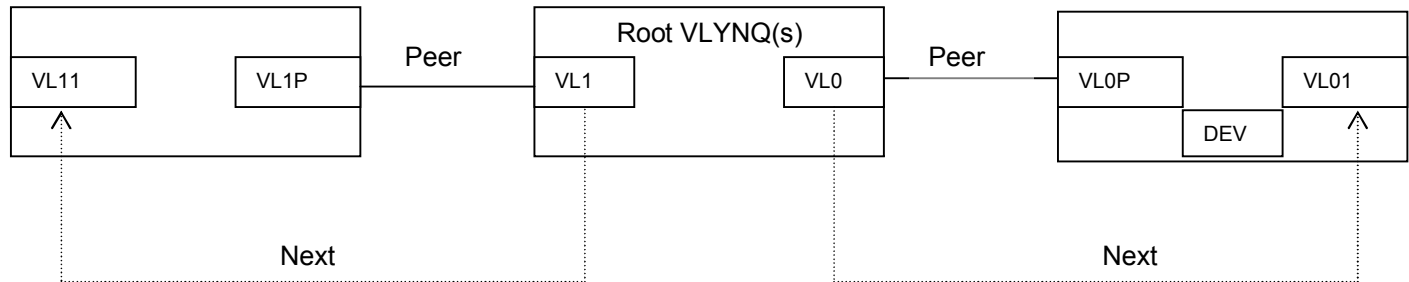 Root VLYNQ(s)
Peer
Peer
VL11
VL1P
VL1
VL0
VL0P
VL01
DEV
Next
Next